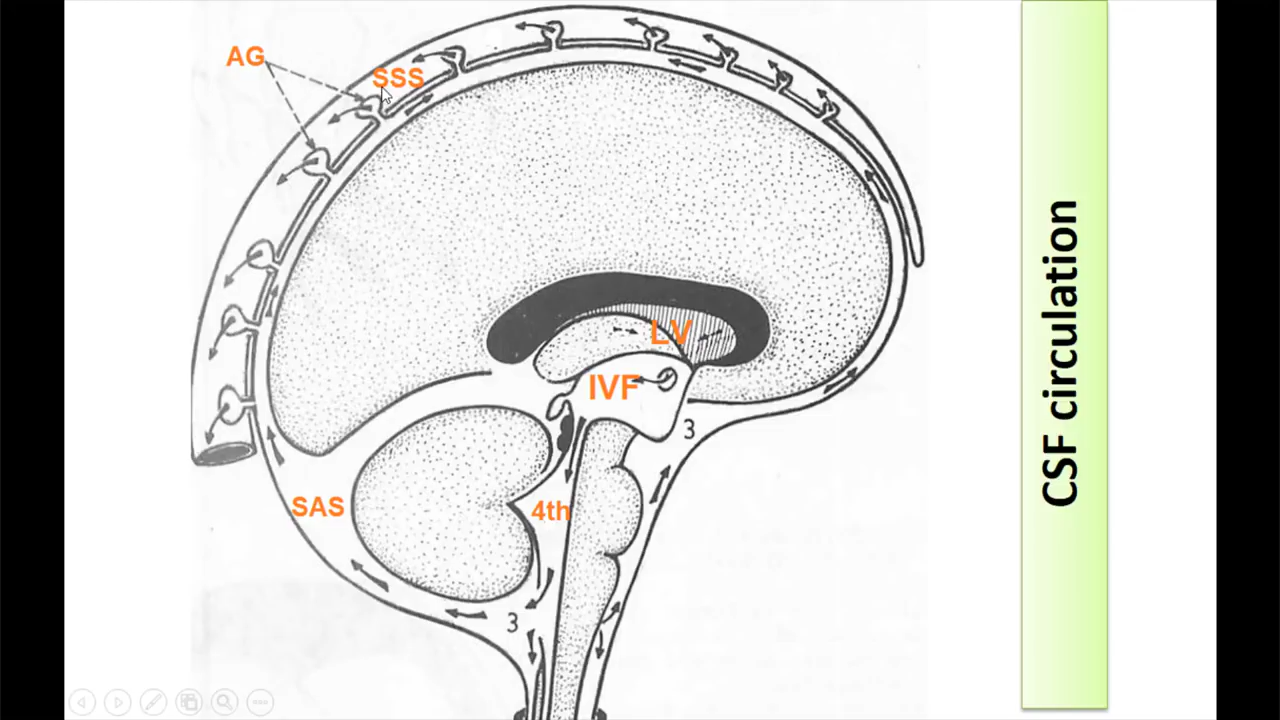 AG
SSS
LV
IVF
3
SAS
4th
3
CSF circulation